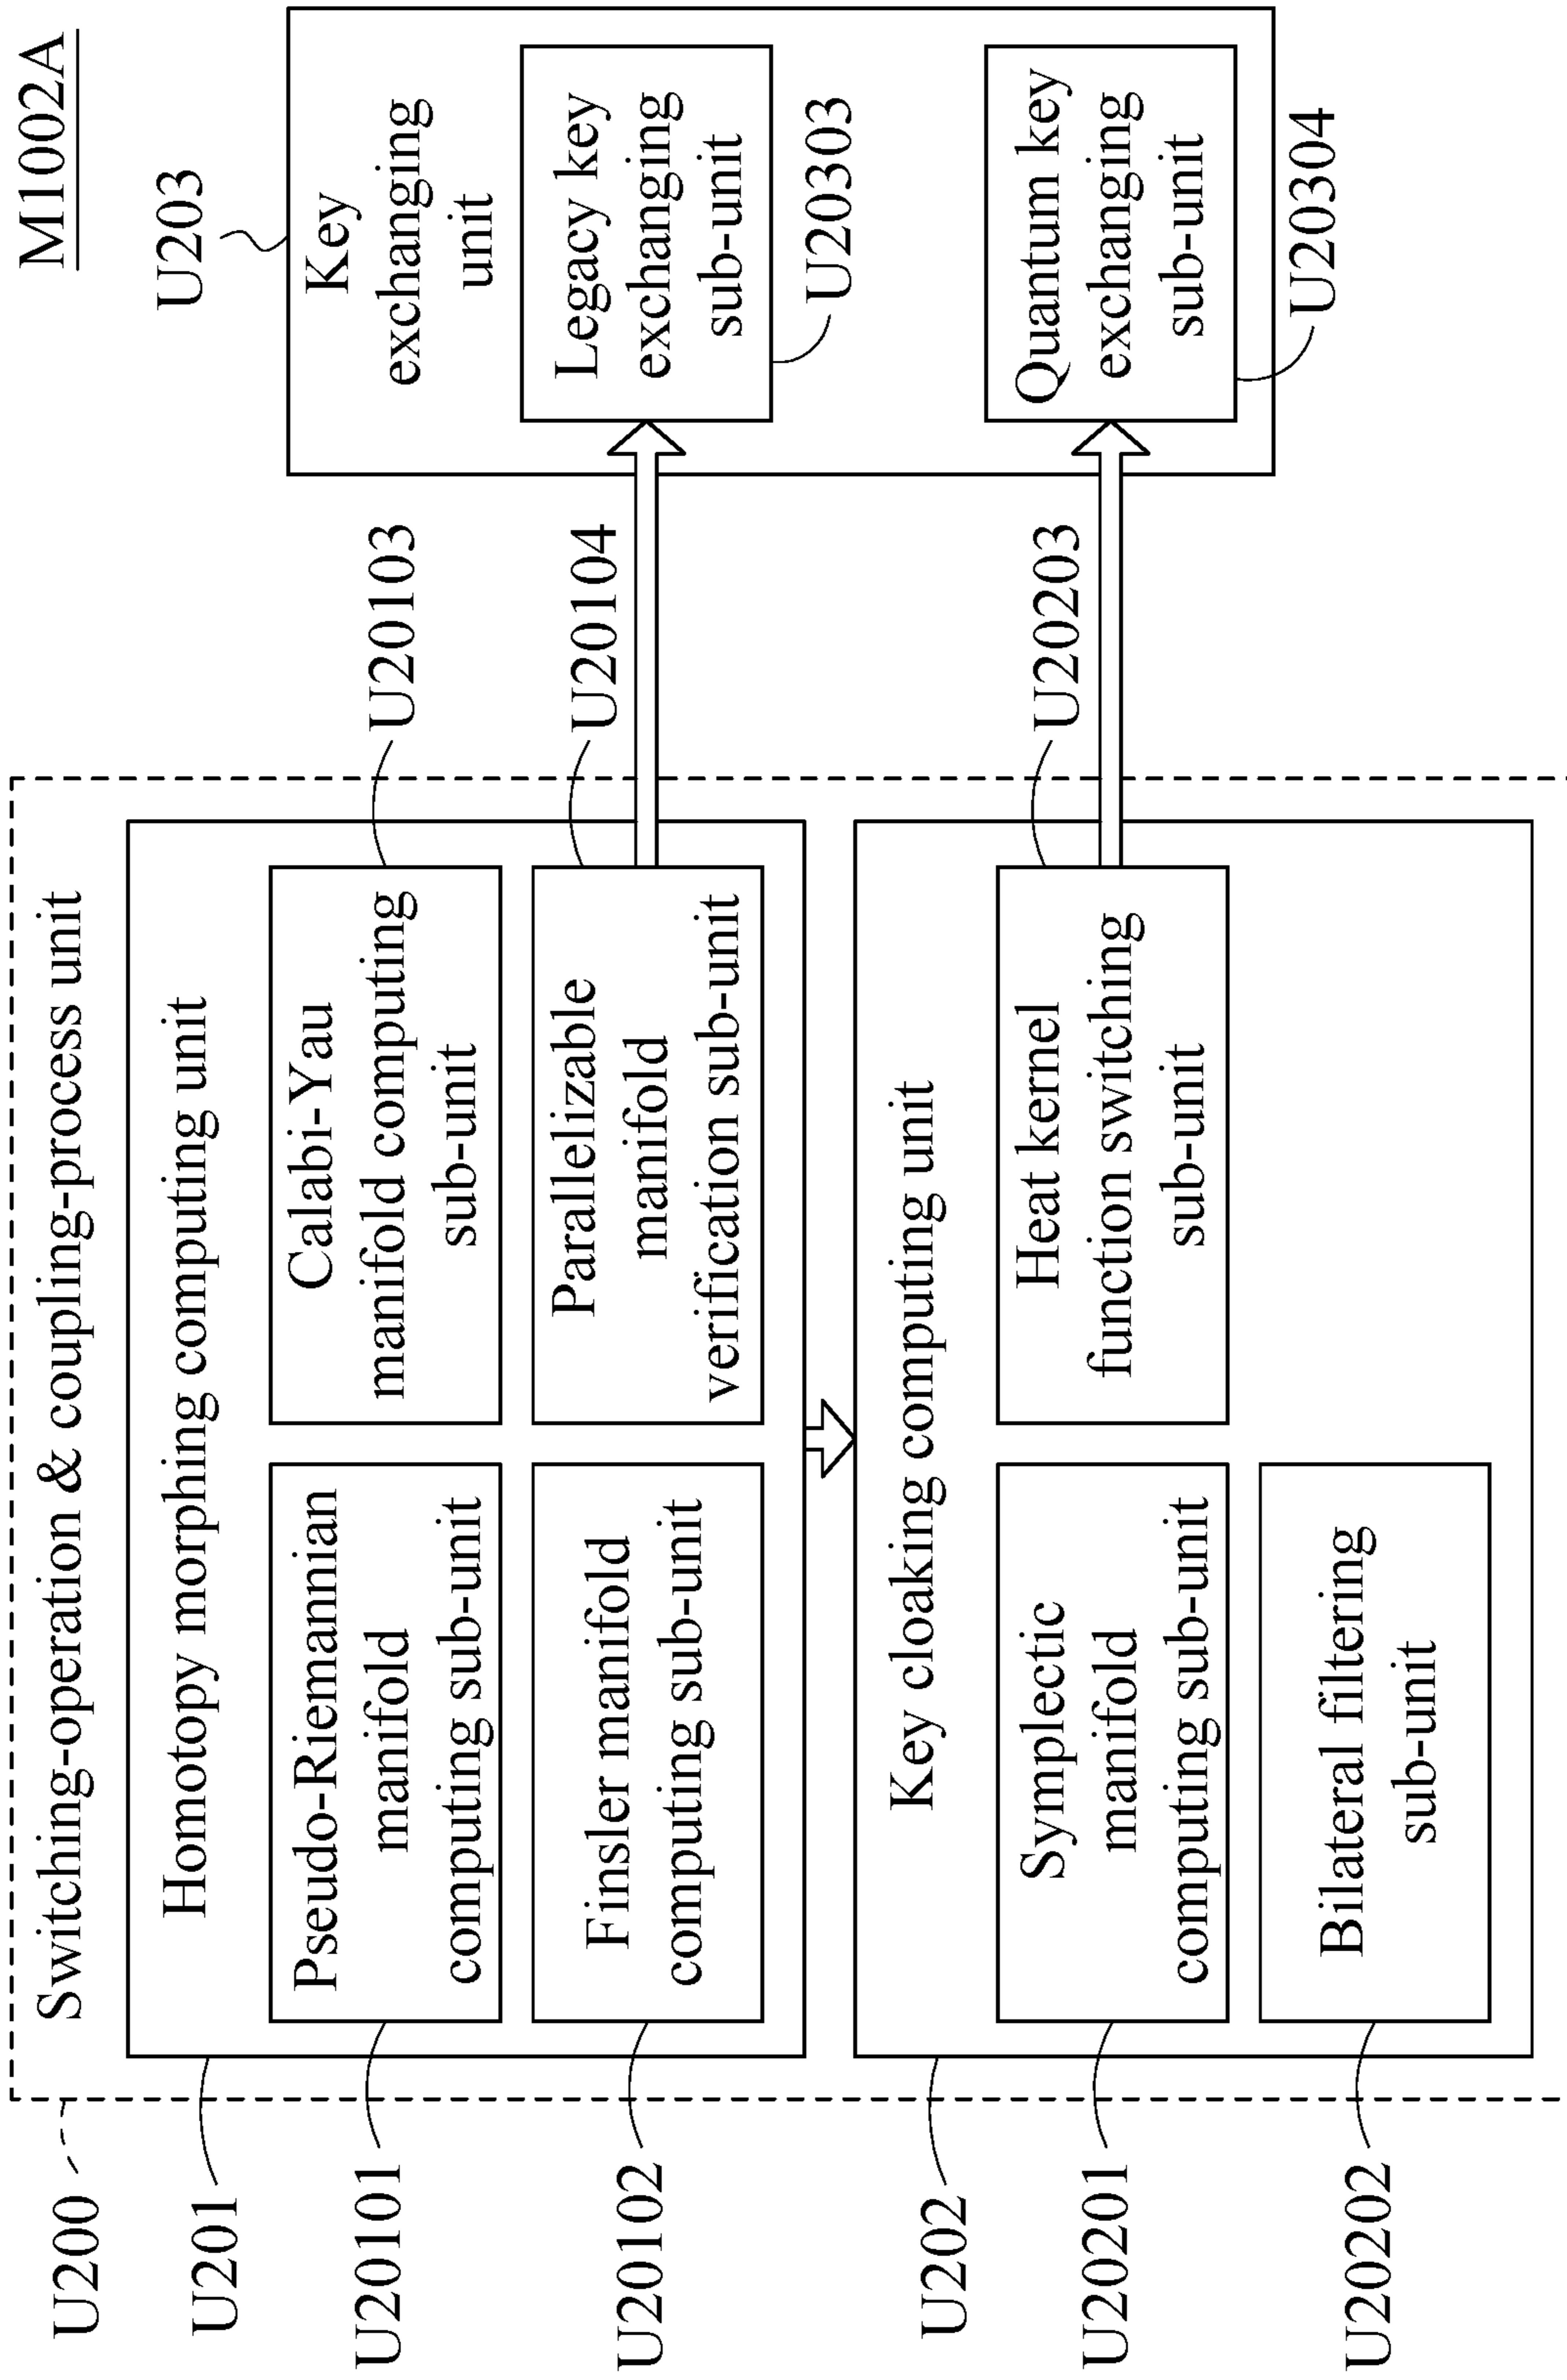 M1002A
U200
Switching-operation & coupling-process unit
U201
Homotopy morphing computing unit
U20101
Pseudo-Riemannian
manifold
computing sub-unit
Calabi-Yau
manifold computing
sub-unit
U20103
U20102
Finsler manifold
computing sub-unit
Parallelizable
manifold
verification sub-unit
U20104
U202
Key cloaking computing unit
U20201
Symplectic
manifold
computing sub-unit
Heat kernel
function switching
sub-unit
U20203
U20202
Bilateral filtering
sub-unit
U203
Key
exchanging
unit
Legacy key
exchanging
sub-unit
U20303
Quantum key
exchanging
sub-unit
U20304